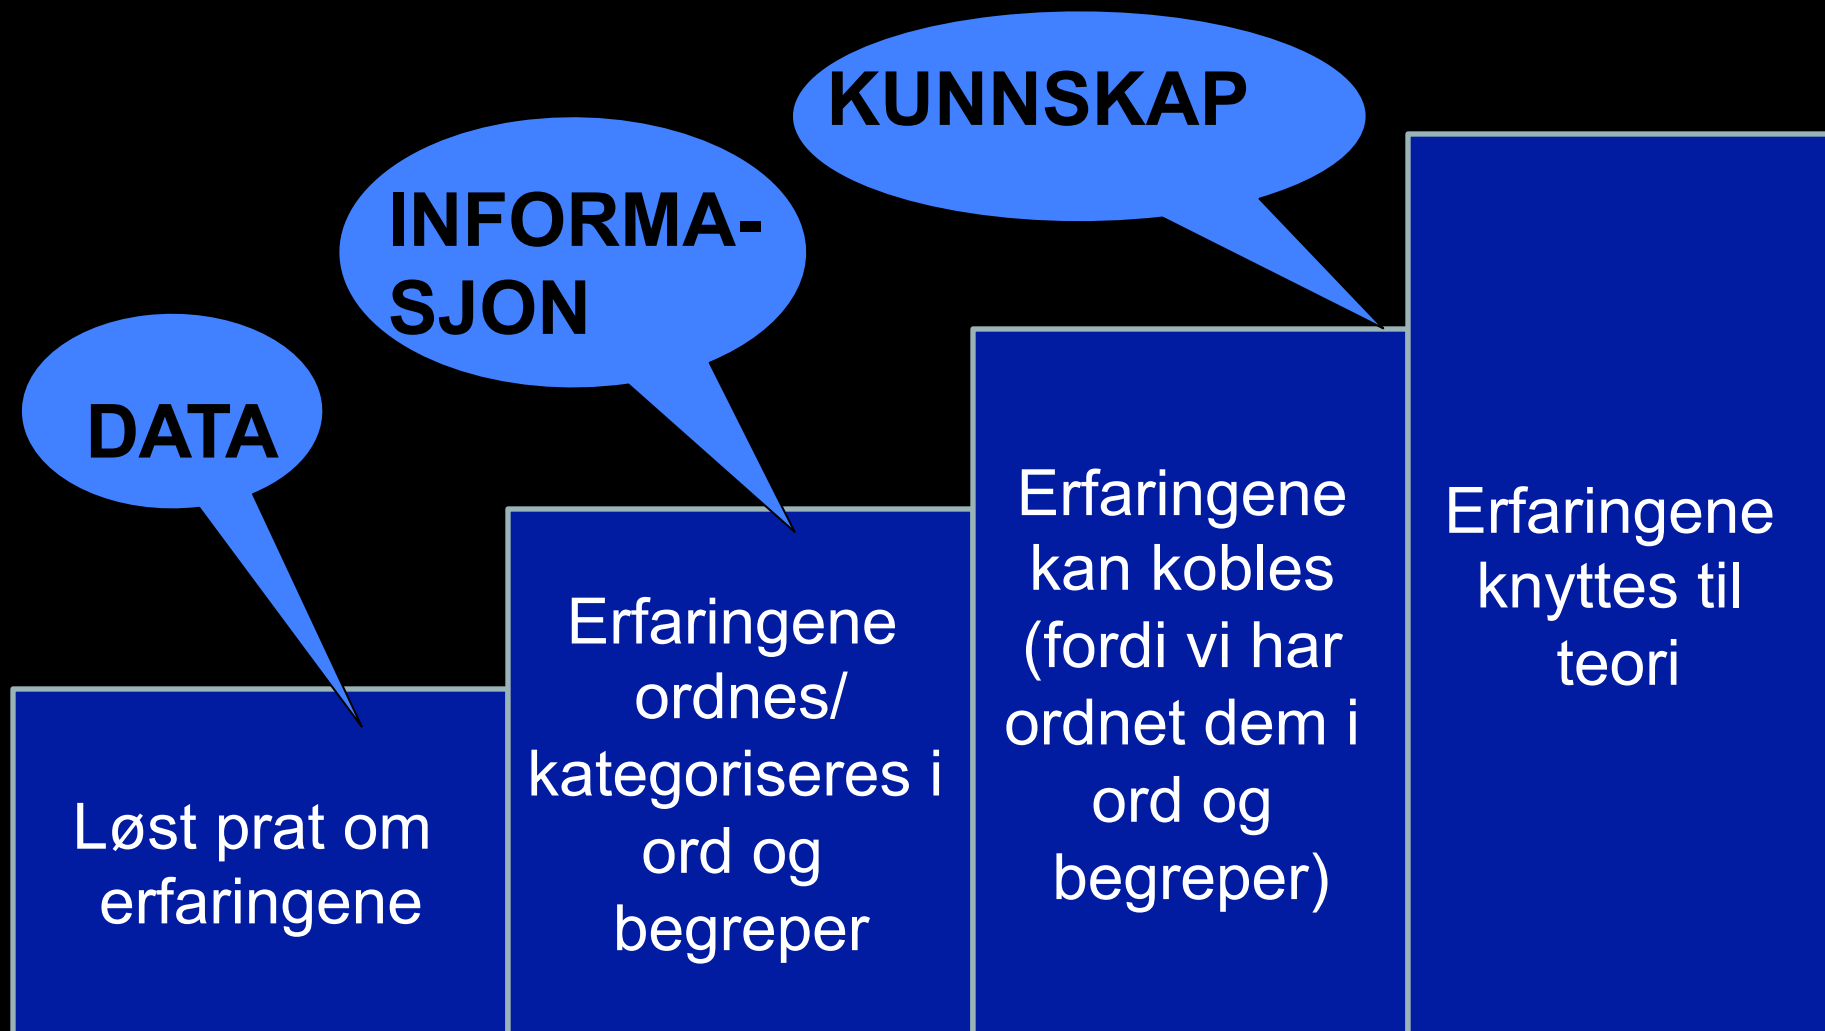 DATA
INFORMA-
SJON
KUNNSKAP
Løst prat om
erfaringene
Erfaringene
ordnes/
kategoriseres i
ord og
begreper
Erfaringene
kan kobles
(fordi vi har
ordnet dem i
ord og
begreper)
Erfaringene
knyttes til
teori